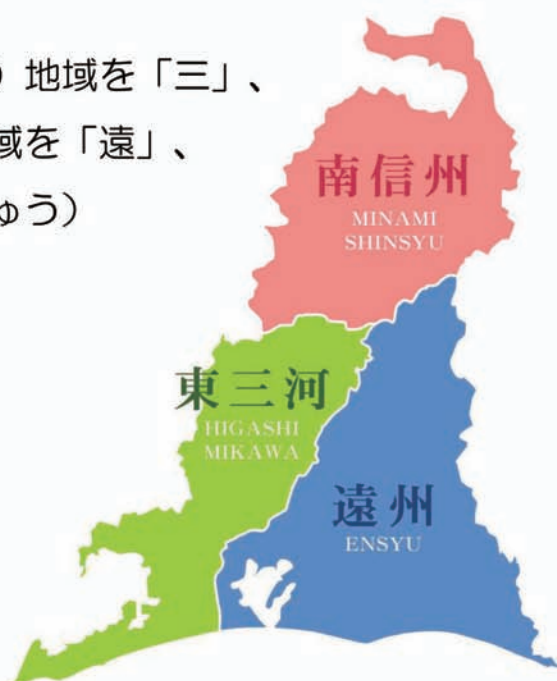 ）地域を「三」、
域を「遠」、
ゅう）
南信州
MINAMI
SHINSYU
東三河
HIGASHI
MIKAWA
遠州
ENSYU